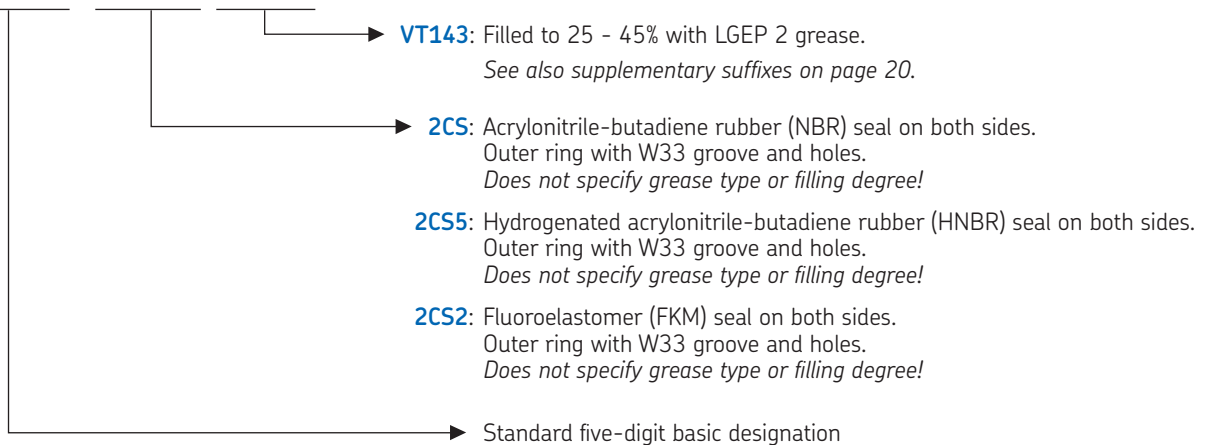 VT143: Filled to 25 - 45% with LGEP 2 grease.
See also supplementary suffixes on page 20.
2CS: Acrylonitrile-butadiene rubber (NBR) seal on both sides.
Outer ring with W33 groove and holes.
Does not specify grease type or filling degree!
2CS5: Hydrogenated acrylonitrile-butadiene rubber (HNBR) seal on both sides.
Outer ring with W33 groove and holes.
Does not specify grease type or filling degree!
2CS2: Fluoroelastomer (FKM) seal on both sides.
Outer ring with W33 groove and holes.
Does not specify grease type or filling degree!
Standard five-digit basic designation